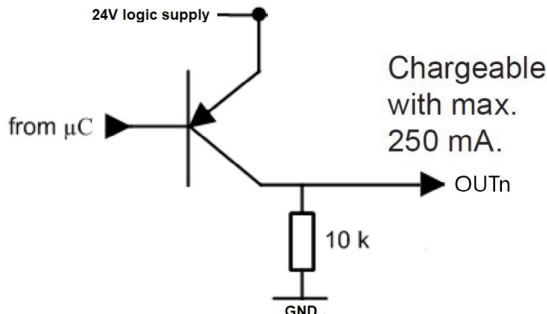 24V logic supply
Chargeable
with max.
250 mA.
from µC
OUTn
10 k
GND